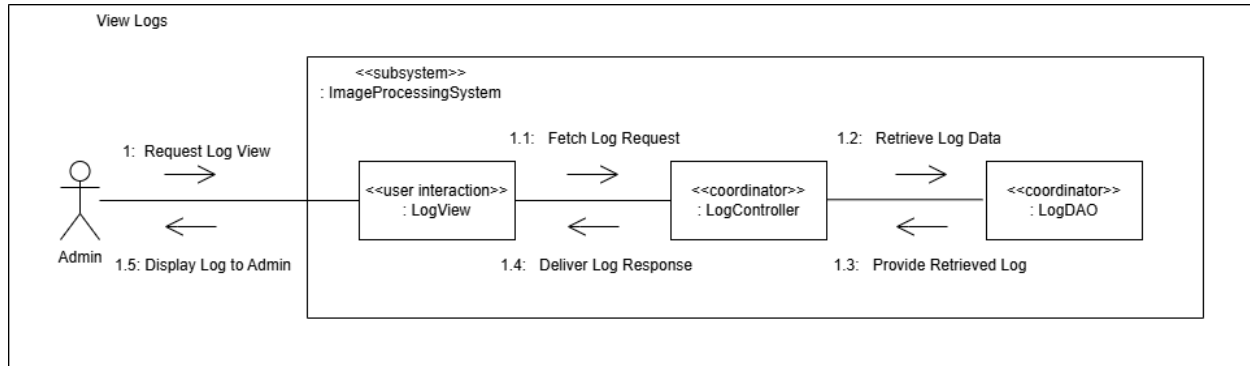 View Logs
<<subsystem>>
: ImageProcessingSystem
1: Request Log View
1.1: Fetch Log Request
1.2: Retrieve Log Data
<<user interaction>>
: LogView
<<coordinator>>
: LogController
<<coordinator>>
: LogDAO
Admin
1.5: Display Log to Admin
1.4: Deliver Log Response
1.3: Provide Retrieved Log